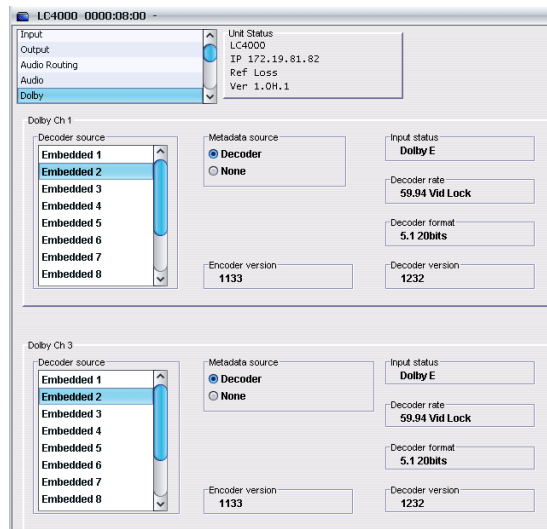 LC4000 0000:08:00 -
Input
Output
Audio Routing
Audio
Dolby
Unit Status
LC4000
IP 172.19.81.82
Ref Loss
Ver 1.0H.1
Dolby Ch 1
Decoder source
Embedded 1
Embedded 2
Embedded 3
Embedded 4
Embedded 5
Embedded 6
Embedded 7
Embedded 8
Metadata source
Decoder
None
Encoder version
1133
Input status
Dolby E
Decoder rate
59.94 Vid Lock
Decoder format
5.1 20bits
Decoder version
1232
Dolby Ch 3
Decoder source
Embedded 1
Embedded 2
Embedded 3
Embedded 4
Embedded 5
Embedded 6
Embedded 7
Embedded 8
Metadata source
Decoder
None
Encoder version
1133
Input status
Dolby E
Decoder rate
59.94 Vid Lock
Decoder format
5.1 20bits
Decoder version
1232